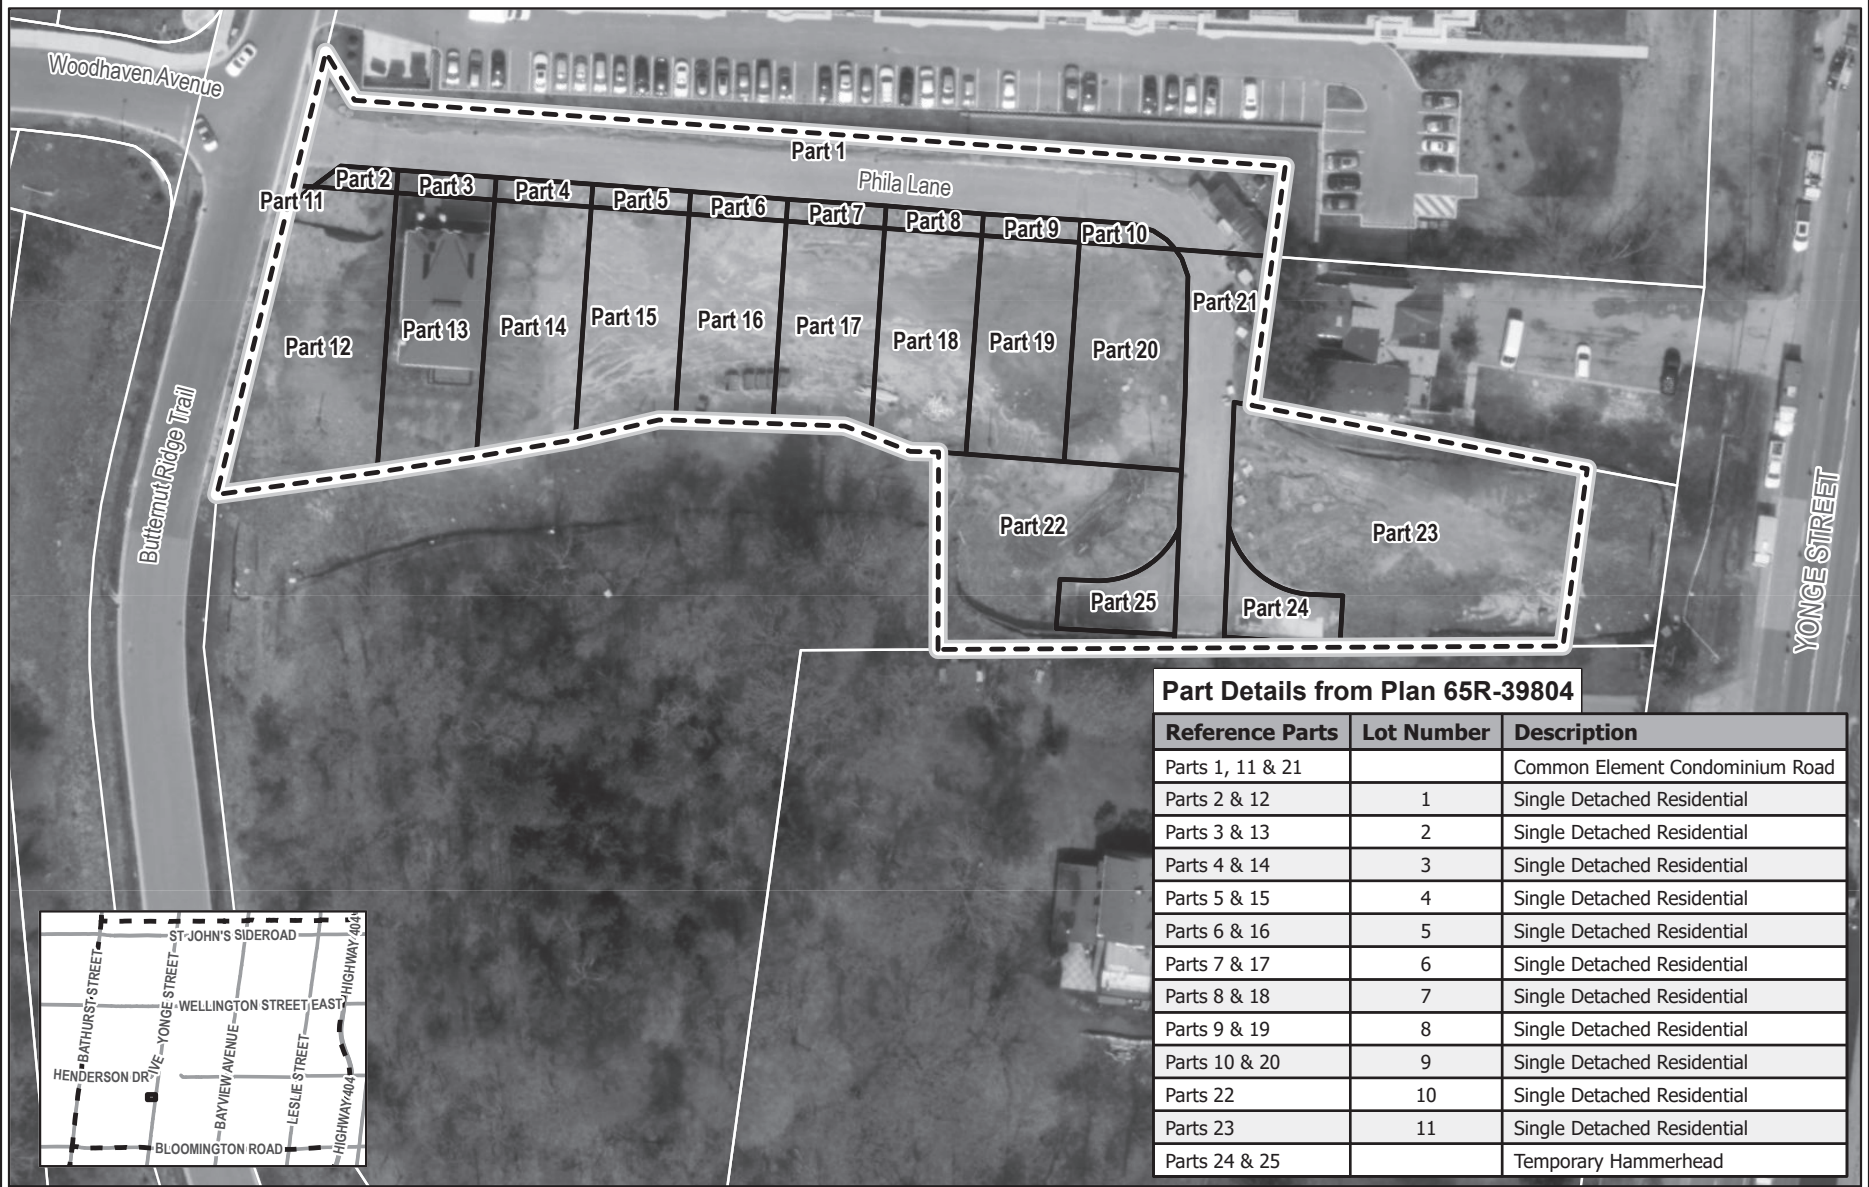 Woodhaven Avenue
Part 1
Phila Lane
Part 2
Part 3
Part 4
Part 5
Part 6
Part 7
Part 8
Part 9
Part 10
Part 11
Part 12
Part 13
Part 14
Part 15
Part 16
Part 17
Part 18
Part 19
Part 20
Part 21
Part 22
Part 23
Part 25
Part 24
Butternut Ridge Trail
YONGE STREET
Part Details from Plan 65R-39804
Reference Parts Lot Number Description
Parts 1, 11 & 21 Common Element Condominium Road
Parts 2 & 12 1 Single Detached Residential
Parts 3 & 13 2 Single Detached Residential
Parts 4 & 14 3 Single Detached Residential
Parts 5 & 15 4 Single Detached Residential
Parts 6 & 16 5 Single Detached Residential
Parts 7 & 17 6 Single Detached Residential
Parts 8 & 18 7 Single Detached Residential
Parts 9 & 19 8 Single Detached Residential
Parts 10 & 20 9 Single Detached Residential
Parts 22 10 Single Detached Residential
Parts 23 11 Single Detached Residential
Parts 24 & 25 Temporary Hammerhead
ST JOHN'S SIDEROAD
BATHURST STREET
YONGE STREET
HIGHWAY 404
WELLINGTON STREET EAST
BAYVIEW AVENUE
LESLIE STREET
HENDERSON DRIVE
HIGHWAY 404
BLOOMINGTON ROAD